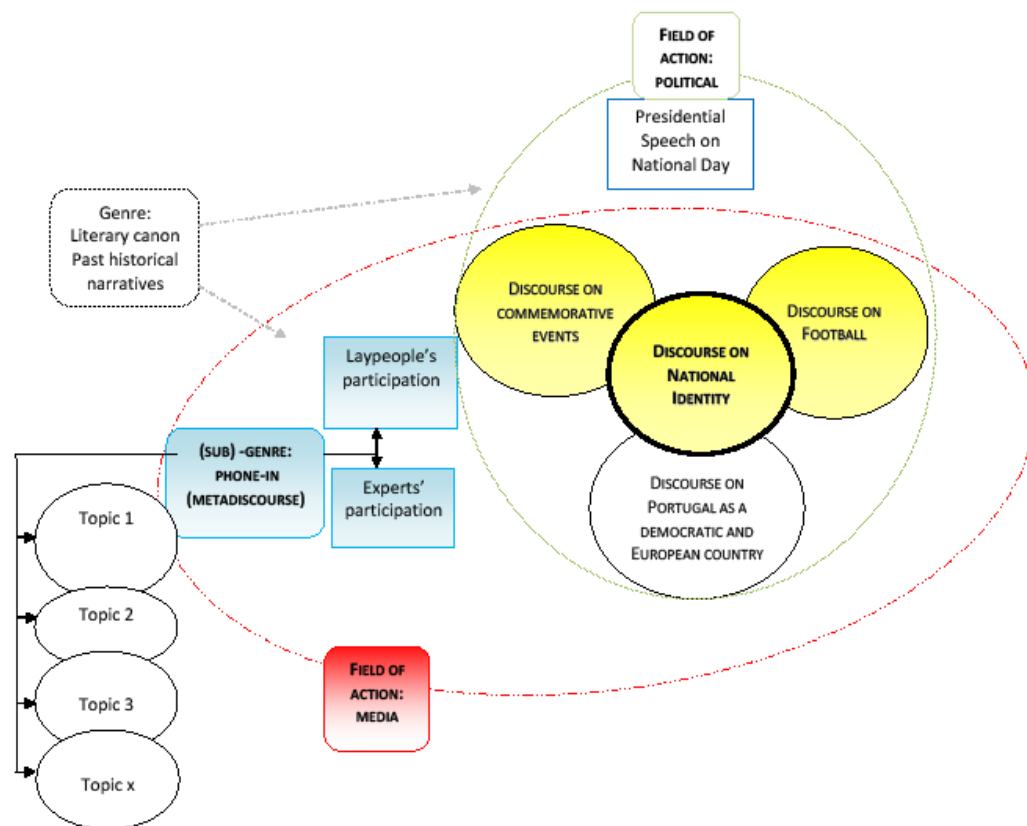 FIELD OF
ACTION:
POLITICAL
Presidential
Speech on
National Day
Genre:
Literary canon
Past historical
narratives
DISCOURSE ON
COMMEMORATIVE
EVENTS
DISCOURSE ON
FOOTBALL
DISCOURSE ON
NATIONAL
IDENTITY
Laypeople's
participation
(SUB) -GENRE:
PHONE-IN
(METADISCOURSE)
Experts'
participation
DISCOURSE ON
PORTUGAL AS A
DEMOCRATIC AND
EUROPEAN COUNTRY
Topic 1
Topic 2
Topic 3
Topic x
FIELD OF
ACTION:
MEDIA